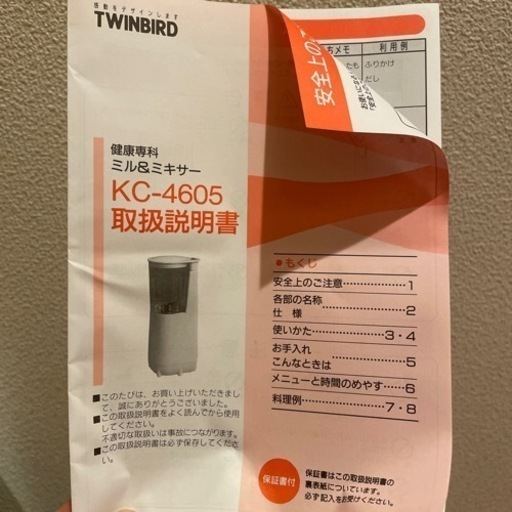 感動をデザインします
TWINBIRD
健康専科
ミル&ミキサー
KC-4605
取扱説明書
ちメモ 利用例
たも ふりかけ
だし
安全上の
●もくじ
安全上のご注意 1
各部の名称 2
仕 様
使いかた 3・4
お手入れ 5
こんなときは
メニューと時間のめやす 6
料理例 7・8
■このたびは、お買い上げいただきまし
て、誠にありがとうございました。
■この取扱説明書をよく読んでから使用
してください。
不適切な取扱いは事故につながります。
■この取扱説明書は必ず保存してくださ
い。
保証書付
保証書はこの取扱説明書の
裏表紙についています。
必ず記入をお受けください。